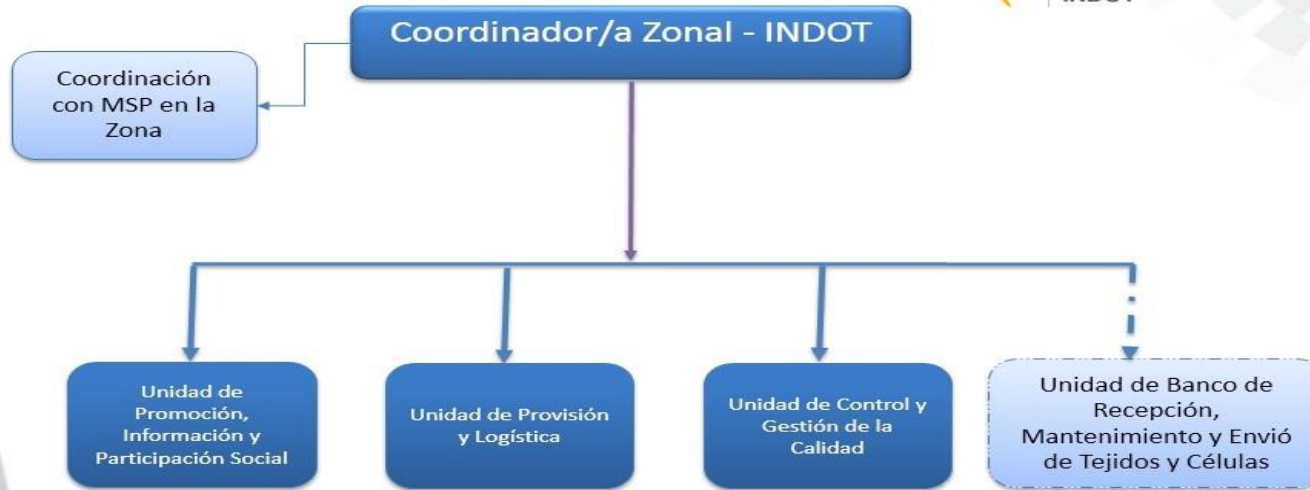 INDOT
Coordinador/a Zonal - INDOT
Coordinación
con MSP en la
Zona
Unidad de
Promoción,
Información y
Participación Social
Unidad de Provisión
y Logística
Unidad de Control y
Gestión de la
Calidad
Unidad de Banco de
Recepción,
Mantenimiento y Envió
de Tejidos y Células